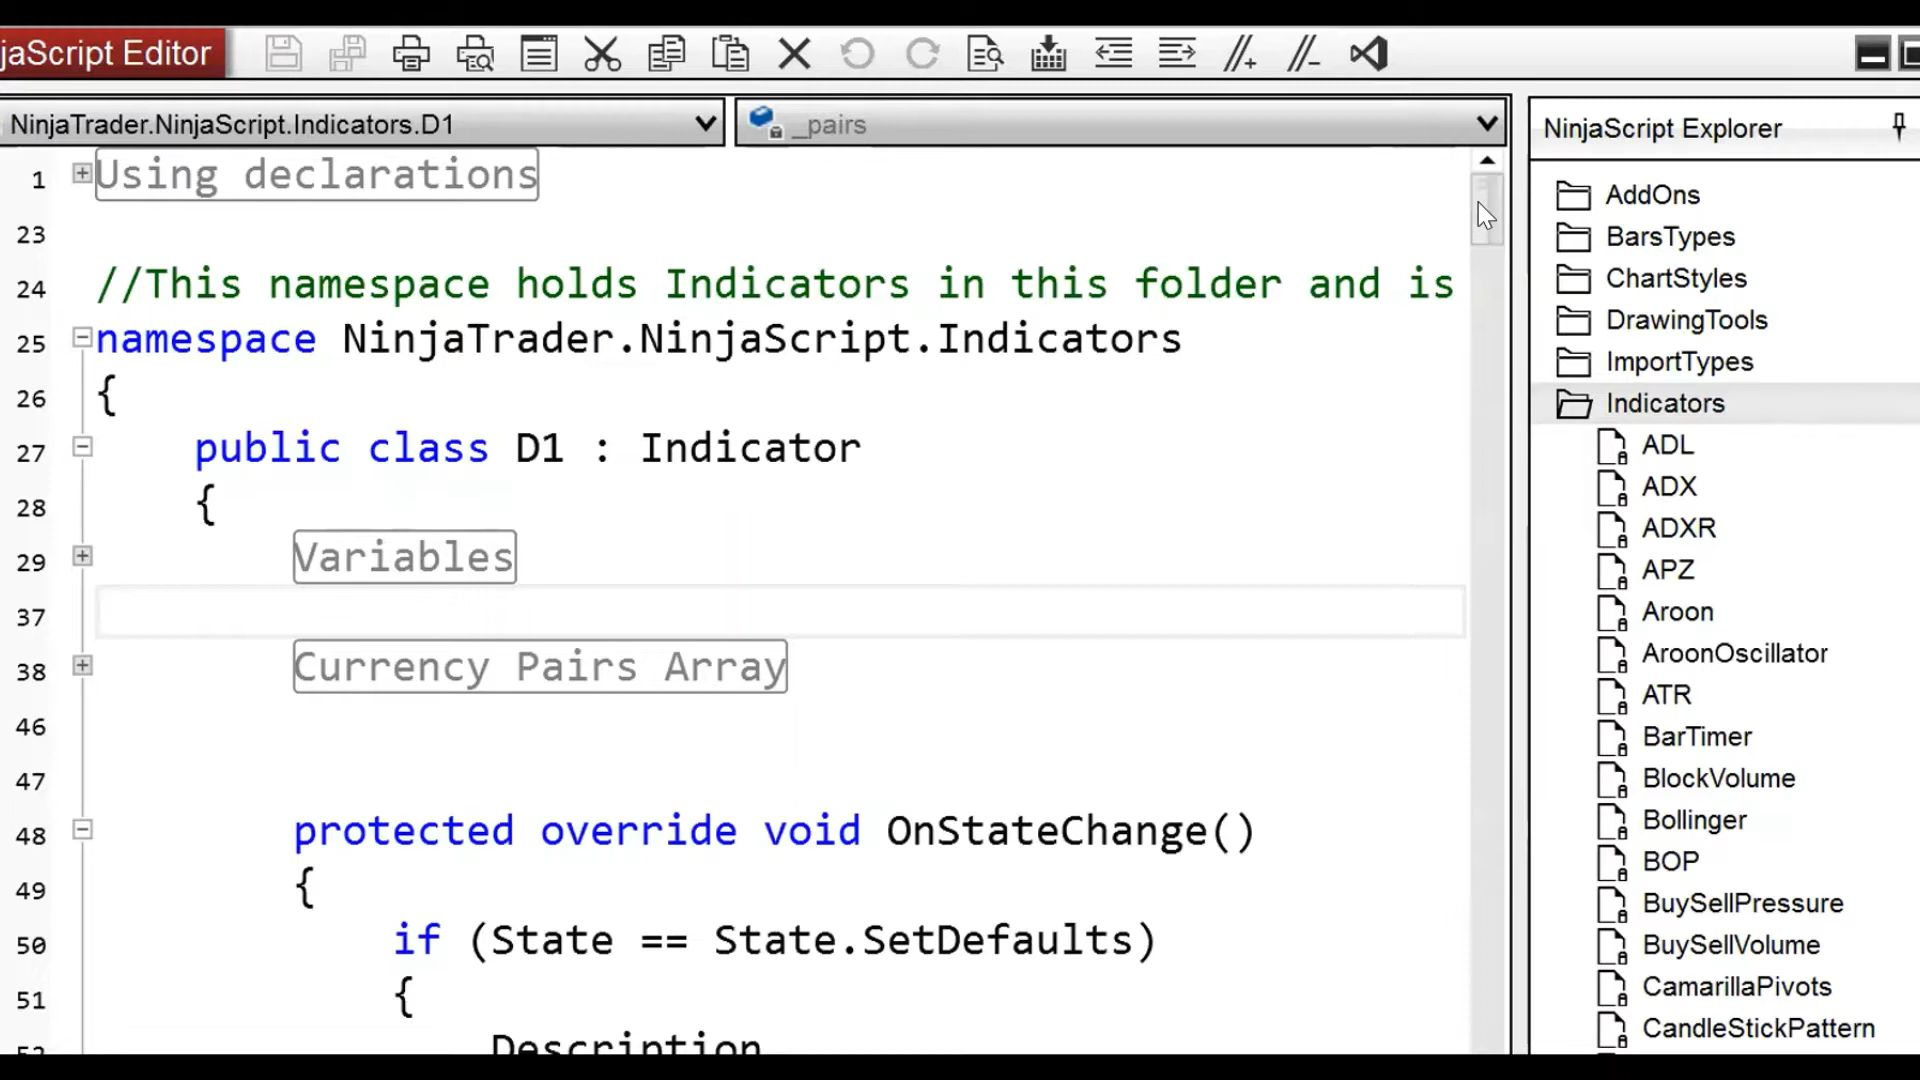 jaScript Editor
NinjaTrader.NinjaScript.Indicators.D1
_pairs
1 Using declarations
23
24 //This namespace holds Indicators in this folder and is
25 namespace NinjaTrader.NinjaScript.Indicators
26 {
27 public class D1 : Indicator
28 {
29 Variables
37
38 Currency Pairs Array
46
47
48 protected override void OnStateChange()
49 {
50 if (State == State.SetDefaults)
51 {
52 Description
NinjaScript Explorer
AddOns
BarsTypes
ChartStyles
DrawingTools
ImportTypes
Indicators
ADL
ADX
ADXR
APZ
Aroon
AroonOscillator
ATR
BarTimer
BlockVolume
Bollinger
BOP
BuySellPressure
BuySellVolume
CamarillaPivots
CandleStickPattern